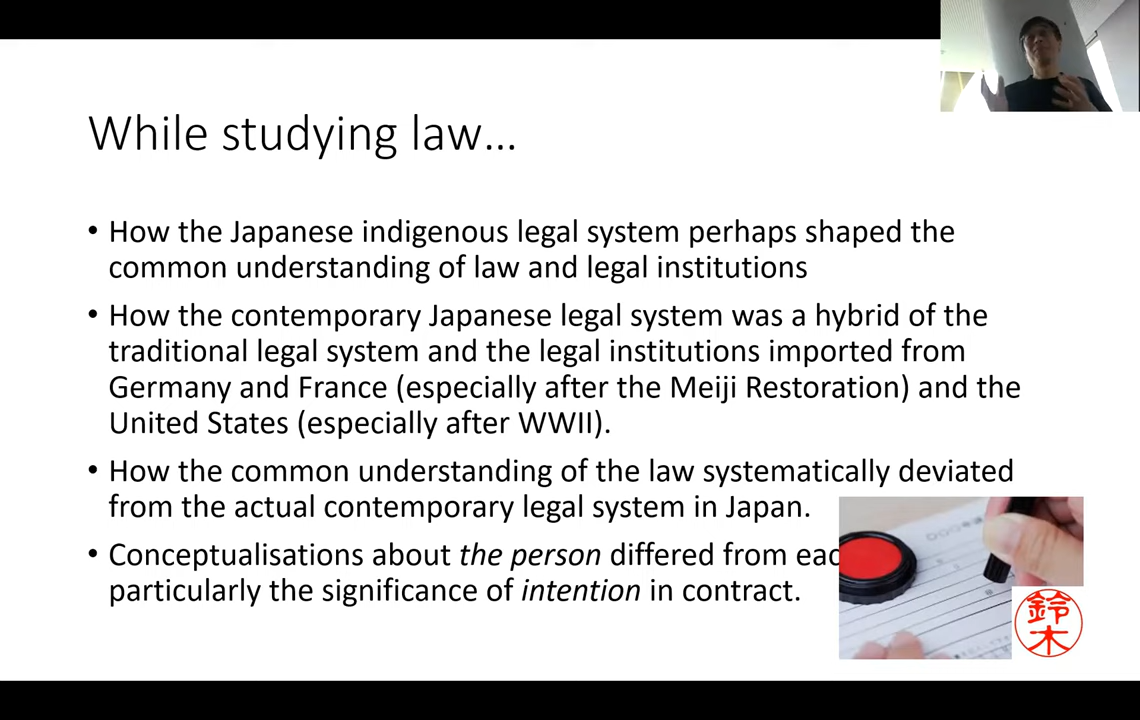 While studying law…
• How the Japanese indigenous legal system perhaps shaped the
common understanding of law and legal institutions
• How the contemporary Japanese legal system was a hybrid of the
traditional legal system and the legal institutions imported from
Germany and France (especially after the Meiji Restoration) and the
United States (especially after WWII).
• How the common understanding of the law systematically deviated
from the actual contemporary legal system in Japan.
• Conceptualisations about the person differed from eac
particularly the significance of intention in contract.
鈴木